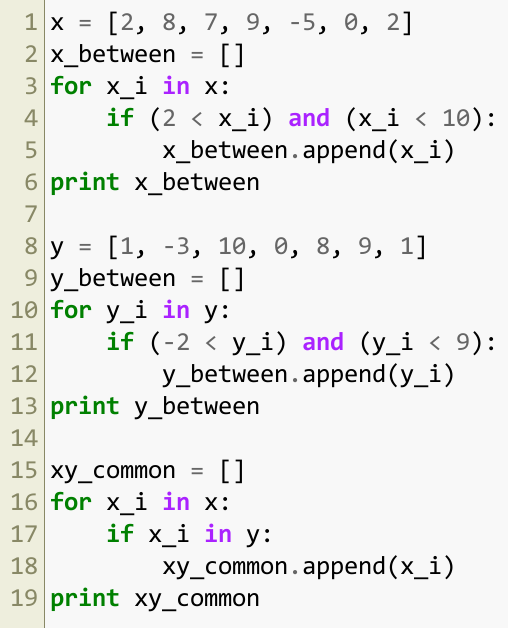 1 x = [2, 8, 7, 9, -5, 0, 2]
2 x_between = []
3 for x_i in x:
4     if (2 < x_i) and (x_i < 10):
5         x_between.append(x_i)
6 print x_between
7
8 y = [1, -3, 10, 0, 8, 9, 1]
9 y_between = []
10 for y_i in y:
11     if (-2 < y_i) and (y_i < 9):
12         y_between.append(y_i)
13 print y_between
14
15 xy_common = []
16 for x_i in x:
17     if x_i in y:
18         xy_common.append(x_i)
19 print xy_common